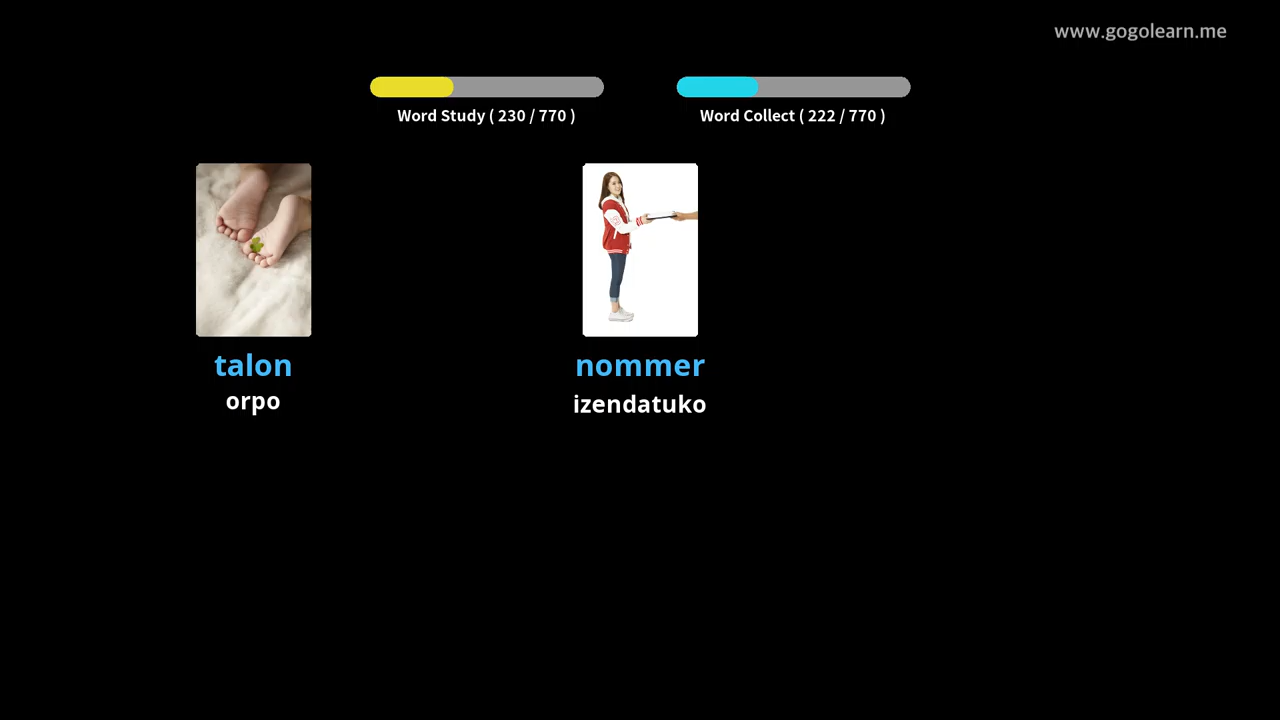 www.gogolearn.me
Word Study ( 230 / 770 )
Word Collect ( 222 / 770 )
talon
orpo
nommer
izendatuko